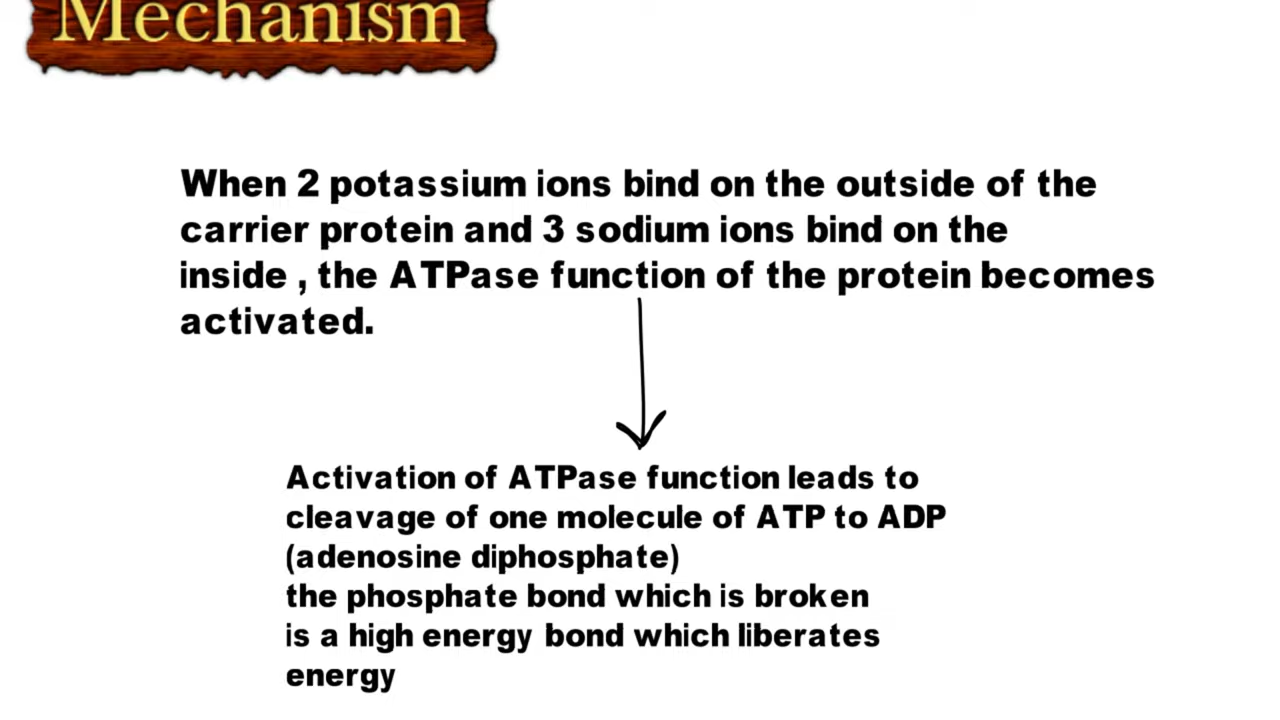 Mechanism
When 2 potassium ions bind on the outside of the
carrier protein and 3 sodium ions bind on the
inside , the ATPase function of the protein becomes
activated.
Activation of ATPase function leads to
cleavage of one molecule of ATP to ADP
(adenosine diphosphate)
the phosphate bond which is broken
is a high energy bond which liberates
energy